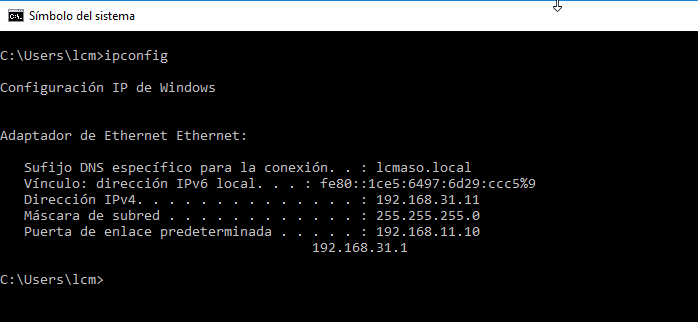 Símbolo del sistema
C:\Users\lcm>ipconfig
Configuración IP de Windows
Adaptador de Ethernet Ethernet:
Sufijo DNS específico para la conexión. . : lcmaso.local
Vínculo: dirección IPv6 local. . . : fe80::1ce5:6497:6d29:ccc5%9
Dirección IPv4. . . . . . . . . . . . . . : 192.168.31.11
Máscara de subred . . . . . . . . . . . . : 255.255.255.0
Puerta de enlace predeterminada . . . . . : 192.168.11.10
192.168.31.1
C:\Users\lcm>